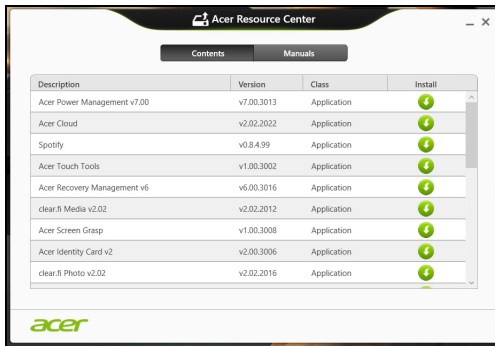 Acer Resource Center
Contents Manuals
Description Version Class Install
Acer Power Management v7.00 v7.00.3013 Application
Acer Cloud v2.02.2022 Application
Spotify v0.8.4.99 Application
Acer Touch Tools v1.00.3002 Application
Acer Recovery Management v6 v6.00.3016 Application
clear.fi Media v2.02 v2.02.2012 Application
Acer Screen Grasp v1.00.3008 Application
Acer Identity Card v2 v2.00.3006 Application
clear.fi Photo v2.02 v2.02.2016 Application
acer